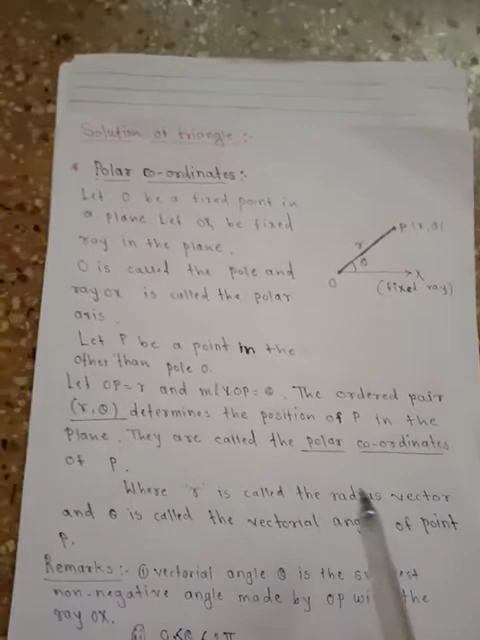 Solution of triangle :-
* Polar co-ordinates :-
Let O be a fixed point in
a plane. Let OX be fixed
ray in the plane.
O is called the pole and
ray OX is called the polar
axis.
Let P be a point in the
other than pole O.
P (r, θ)
r
θ
O
X
(fixed ray)
Let OP = r and m∠XOP = θ. The ordered pair
(r, θ) determines the position of P in the
plane. They are called the polar co-ordinates
of P.
Where 'r' is called the radius vector
and θ is called the vectorial of point
P.
Remarks :- ① vectorial angle θ is the
non-negative angle made by OP the
ray OX.